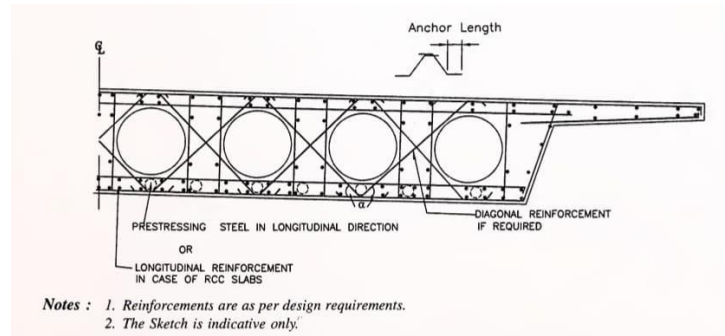 Anchor Length
℄
α
PRESTRESSING STEEL IN LONGITUDINAL DIRECTION
DIAGONAL REINFORCEMENT
IF REQUIRED
OR
LONGITUDINAL REINFORCEMENT
IN CASE OF RCC SLABS
Notes : 1. Reinforcements are as per design requirements.
2. The Sketch is indicative only.